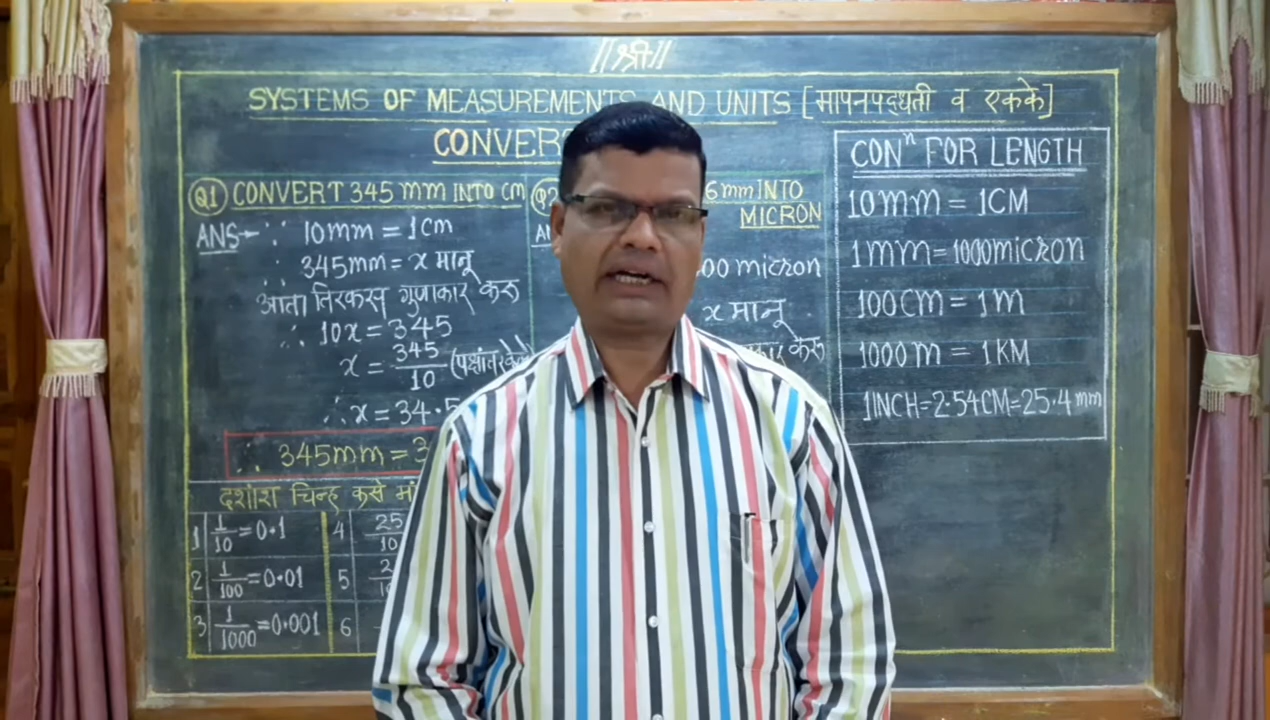 ||श्री||
SYSTEMS OF MEASUREMENTS AND UNITS [मापनपद्धती व एकके]
CONVER
Q1 CONVERT 345 mm INTO CM
ANS→ ∵ 10mm = 1cm
∴ 345mm = x मानू
आता तिरकस गुणाकार करू
∴ 10x = 345
x = 345/10
∴ x = 34.5
∴ 345mm = 3
दशांश चिन्ह कसे
1 1/10 = 0.1
2 1/100 = 0.01
3 1/1000 = 0.001
4 25
5
6
6mm INTO
MICRON
00 micron
x मानू
करू
CONⁿ FOR LENGTH
10mm = 1CM
1mm = 1000micron
100CM = 1M
1000M = 1KM
1INCH=2.54CM=25.4mm